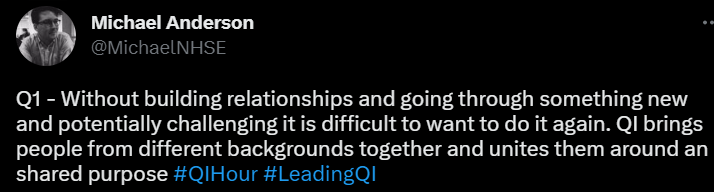 Michael Anderson
@MichaelNHSE
Q1 - Without building relationships and going through something new
and potentially challenging it is difficult to want to do it again. QI brings
people from different backgrounds together and unites them around an
shared purpose #QIHour #LeadingQI